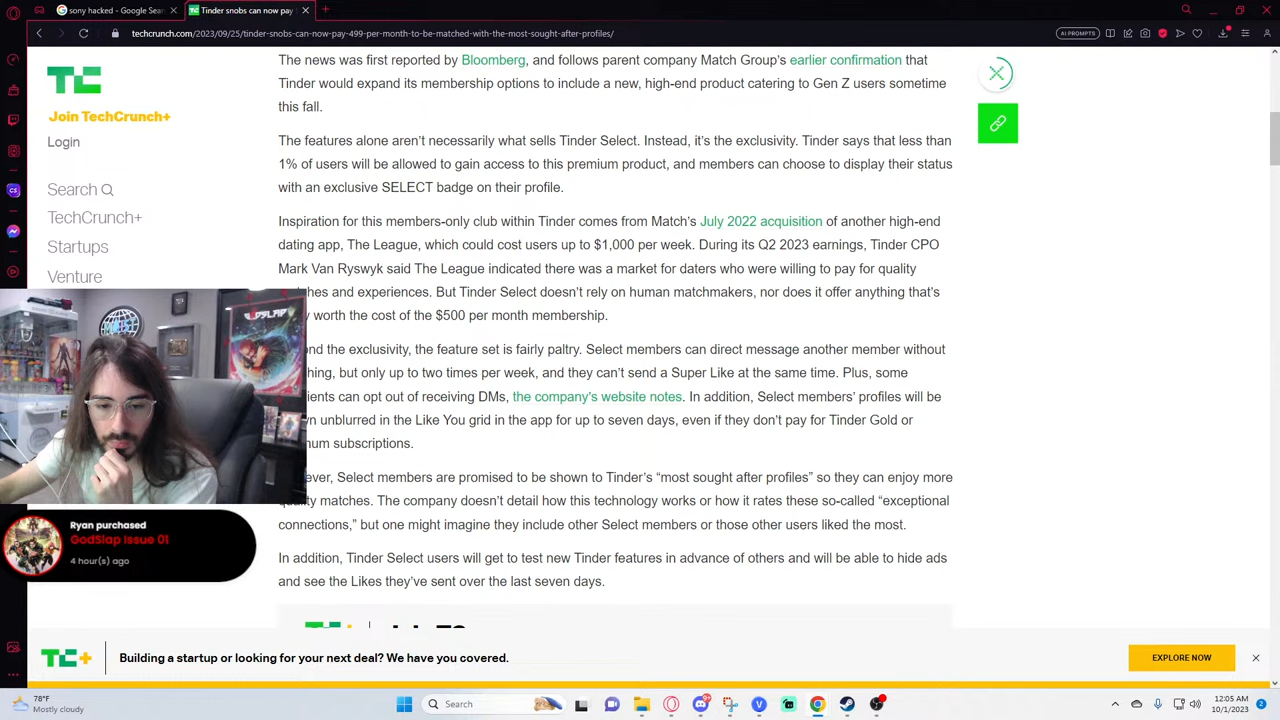 sony hacked - Google Sear
Tinder snobs can now pay
techcrunch.com/2023/09/25/tinder-snobs-can-now-pay-499-per-month-to-be-matched-with-the-most-sought-after-profiles/
AI PROMPTS
TC
Join TechCrunch+
Login
Search
TechCrunch+
Startups
Venture
The news was first reported by Bloomberg, and follows parent company Match Group's earlier confirmation that
Tinder would expand its membership options to include a new, high-end product catering to Gen Z users sometime
this fall.
The features alone aren't necessarily what sells Tinder Select. Instead, it's the exclusivity. Tinder says that less than
1% of users will be allowed to gain access to this premium product, and members can choose to display their status
with an exclusive SELECT badge on their profile.
Inspiration for this members-only club within Tinder comes from Match's July 2022 acquisition of another high-end
dating app, The League, which could cost users up to $1,000 per week. During its Q2 2023 earnings, Tinder CPO
Mark Van Ryswyk said The League indicated there was a market for daters who were willing to pay for quality
hes and experiences. But Tinder Select doesn't rely on human matchmakers, nor does it offer anything that's
worth the cost of the $500 per month membership.
ond the exclusivity, the feature set is fairly paltry. Select members can direct message another member without
hing, but only up to two times per week, and they can't send a Super Like at the same time. Plus, some
ients can opt out of receiving DMs, the company's website notes. In addition, Select members' profiles will be
n unblurred in the Like You grid in the app for up to seven days, even if they don't pay for Tinder Gold or
num subscriptions.
ever, Select members are promised to be shown to Tinder's “most sought after profiles” so they can enjoy more
quality matches. The company doesn't detail how this technology works or how it rates these so-called “exceptional
connections,” but one might imagine they include other Select members or those other users liked the most.
In addition, Tinder Select users will get to test new Tinder features in advance of others and will be able to hide ads
and see the Likes they've sent over the last seven days.
GODSLAP
Ryan purchased
GodSlap Issue 01
4 hour(s) ago
TC+
Building a startup or looking for your next deal? We have you covered.
EXPLORE NOW
78°F
Mostly cloudy
Search
12:05 AM
10/1/2023